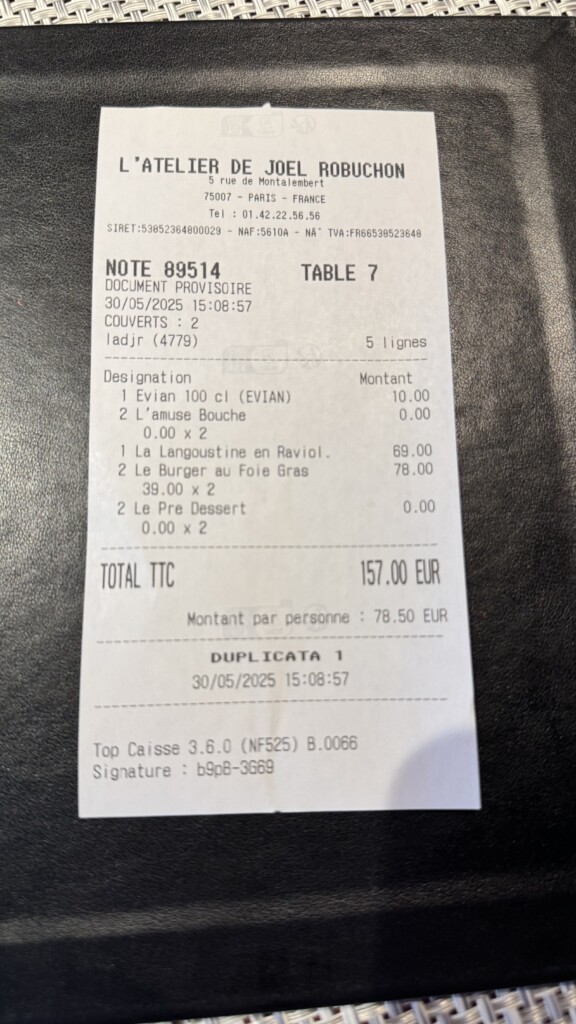 L'ATELIER DE JOEL ROBUCHON
5 rue de Montalembert
75007 - PARIS - FRANCE
Tel : 01.42.22.56.56
SIRET:53852364800029 - NAF:5610A - NÂ° TVA:FR66538523648
NOTE 89514 TABLE 7
DOCUMENT PROVISOIRE
30/05/2025 15:08:57
COUVERTS : 2
ladjr (4779) 5 lignes
Designation Montant
1 Evian 100 cl (EVIAN) 10.00
2 L'amuse Bouche 0.00
0.00 x 2
1 La Langoustine en Raviol. 69.00
2 Le Burger au Foie Gras 78.00
39.00 x 2
2 Le Pre Dessert 0.00
0.00 x 2
TOTAL TTC 157.00 EUR
Montant par personne : 78.50 EUR
DUPLICATA 1
30/05/2025 15:08:57
Top Caisse 3.6.0 (NF525) B.0066
Signature : b9pB-3G69